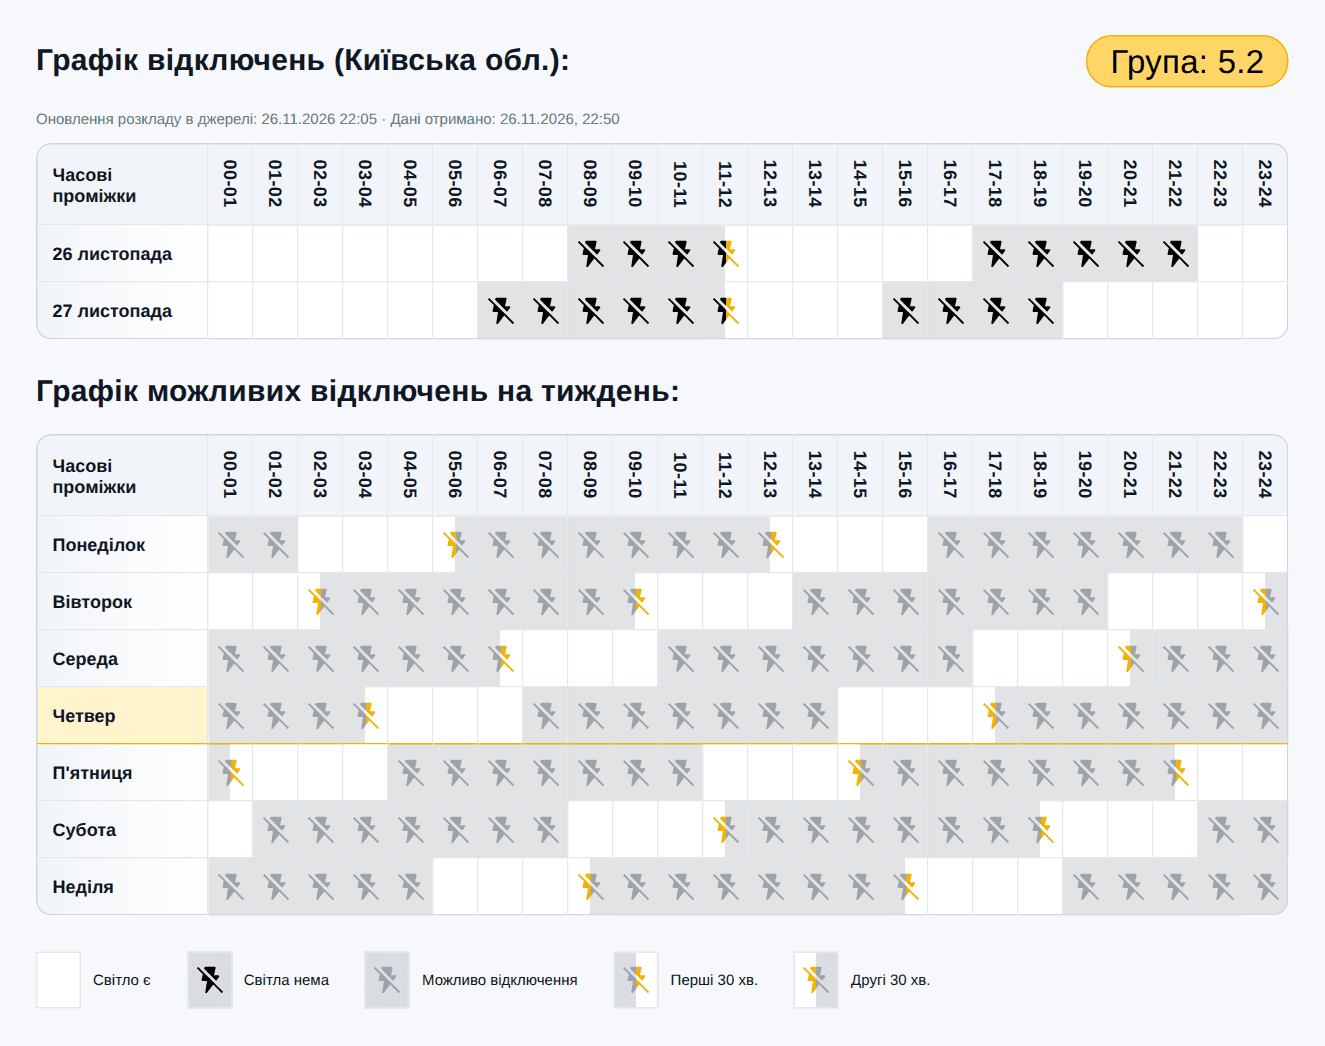 Графік відключень (Київська обл.):
Група: 5.2
Оновлення розкладу в джерелі: 26.11.2026 22:05 · Дані отримано: 26.11.2026, 22:50
Часові проміжки 00-01 01-02 02-03 03-04 04-05 05-06 06-07 07-08 08-09 09-10 10-11 11-12 12-13 13-14 14-15 15-16 16-17 17-18 18-19 19-20 20-21 21-22 22-23 23-24
26 листопада
27 листопада
Графік можливих відключень на тиждень:
Часові проміжки 00-01 01-02 02-03 03-04 04-05 05-06 06-07 07-08 08-09 09-10 10-11 11-12 12-13 13-14 14-15 15-16 16-17 17-18 18-19 19-20 20-21 21-22 22-23 23-24
Понеділок
Вівторок
Середа
Четвер
П'ятниця
Субота
Неділя
Світло є Світла нема Можливо відключення Перші 30 хв. Другі 30 хв.